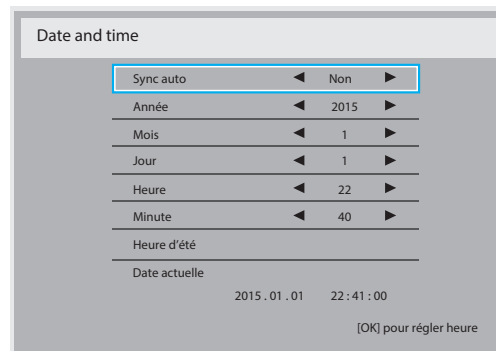 Date and time
Sync auto ◀ Non ▶
Année ◀ 2015 ▶
Mois ◀ 1 ▶
Jour ◀ 1 ▶
Heure ◀ 22 ▶
Minute ◀ 40 ▶
Heure d’été
Date actuelle
2015 . 01 . 01 22 : 41 : 00
[OK] pour régler heure